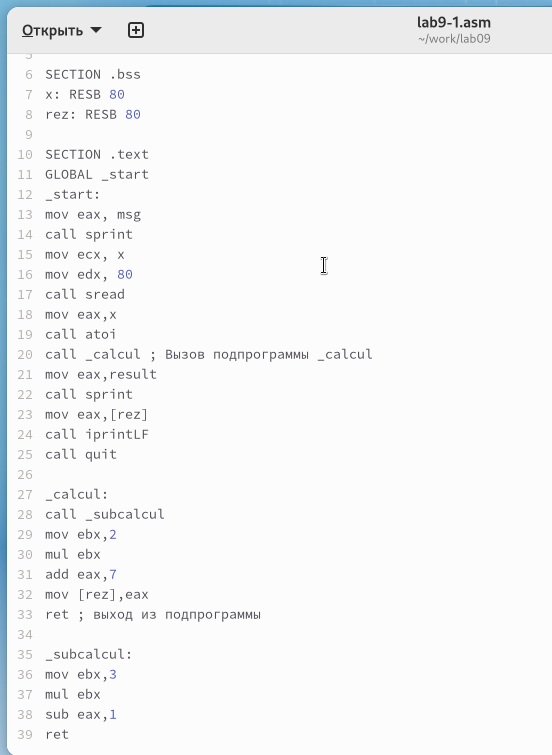 Открыть
lab9-1.asm
~/work/lab09
5
6 SECTION .bss
7 x: RESB 80
8 rez: RESB 80
9
10 SECTION .text
11 GLOBAL _start
12 _start:
13 mov eax, msg
14 call sprint
15 mov ecx, x
16 mov edx, 80
17 call sread
18 mov eax,x
19 call atoi
20 call _calcul ; Вызов подпрограммы _calcul
21 mov eax,result
22 call sprint
23 mov eax,[rez]
24 call iprintLF
25 call quit
26
27 _calcul:
28 call _subcalcul
29 mov ebx,2
30 mul ebx
31 add eax,7
32 mov [rez],eax
33 ret ; выход из подпрограммы
34
35 _subcalcul:
36 mov ebx,3
37 mul ebx
38 sub eax,1
39 ret